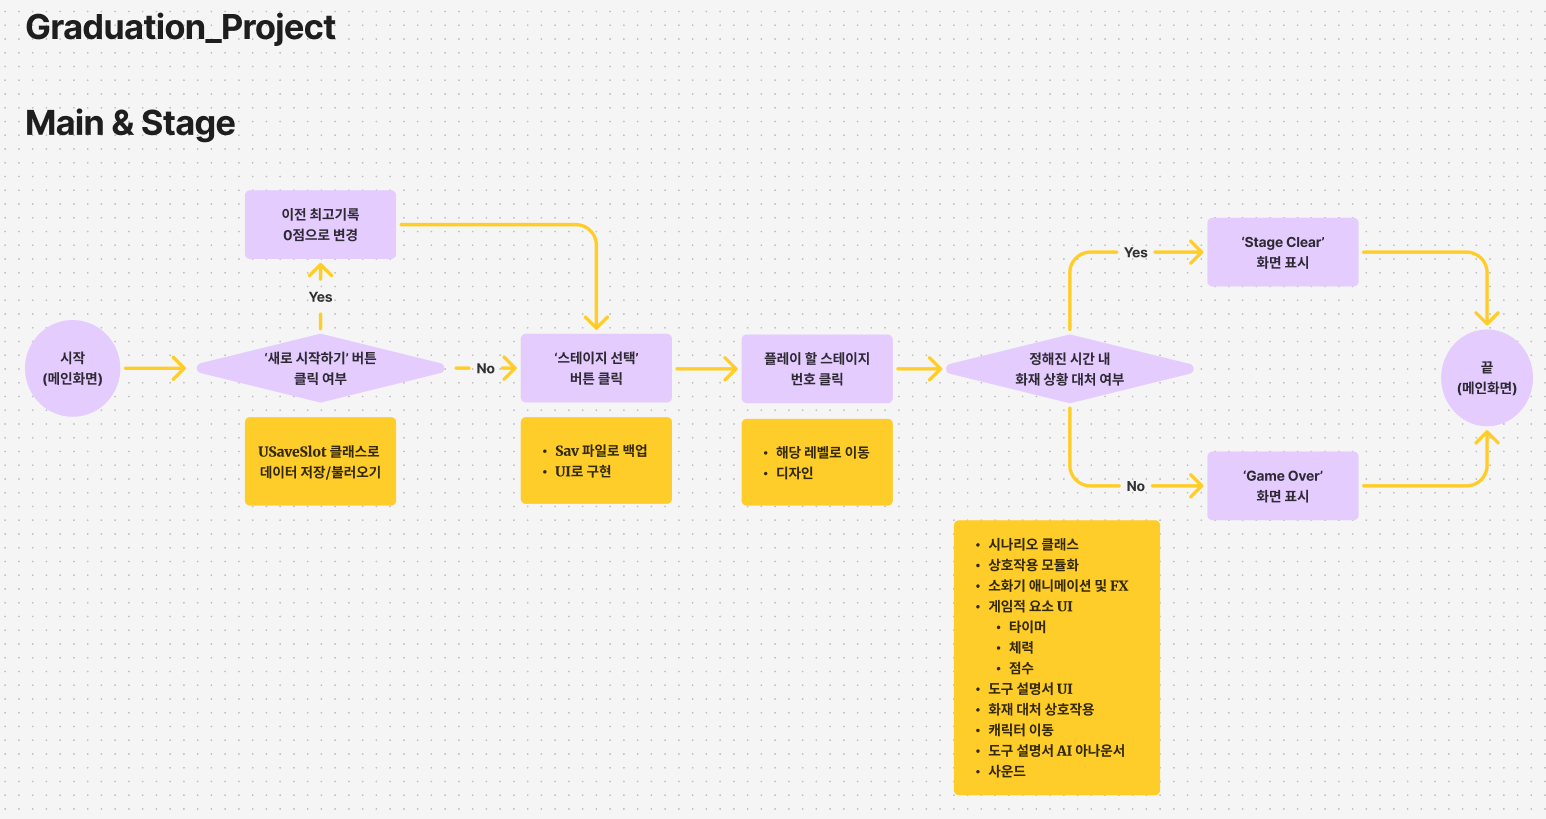 Graduation_Project
Main & Stage
이전 최고기록
0점으로 변경
Yes
시작
(메인화면)
‘새로 시작하기’ 버튼
클릭 여부
No
‘스테이지 선택’
버튼 클릭
플레이 할 스테이지
번호 클릭
정해진 시간 내
화재 상황 대처 여부
Yes
‘Stage Clear’
화면 표시
No
‘Game Over’
화면 표시
끝
(메인화면)
USaveSlot 클래스로
데이터 저장/불러오기
• Sav 파일로 백업
• UI로 구현
• 해당 레벨로 이동
• 디자인
• 시나리오 클래스
• 상호작용 모듈화
• 소화기 애니메이션 및 FX
• 게임적 요소 UI
• 타이머
• 체력
• 점수
• 도구 설명서 UI
• 화재 대처 상호작용
• 캐릭터 이동
• 도구 설명서 AI 아나운서
• 사운드